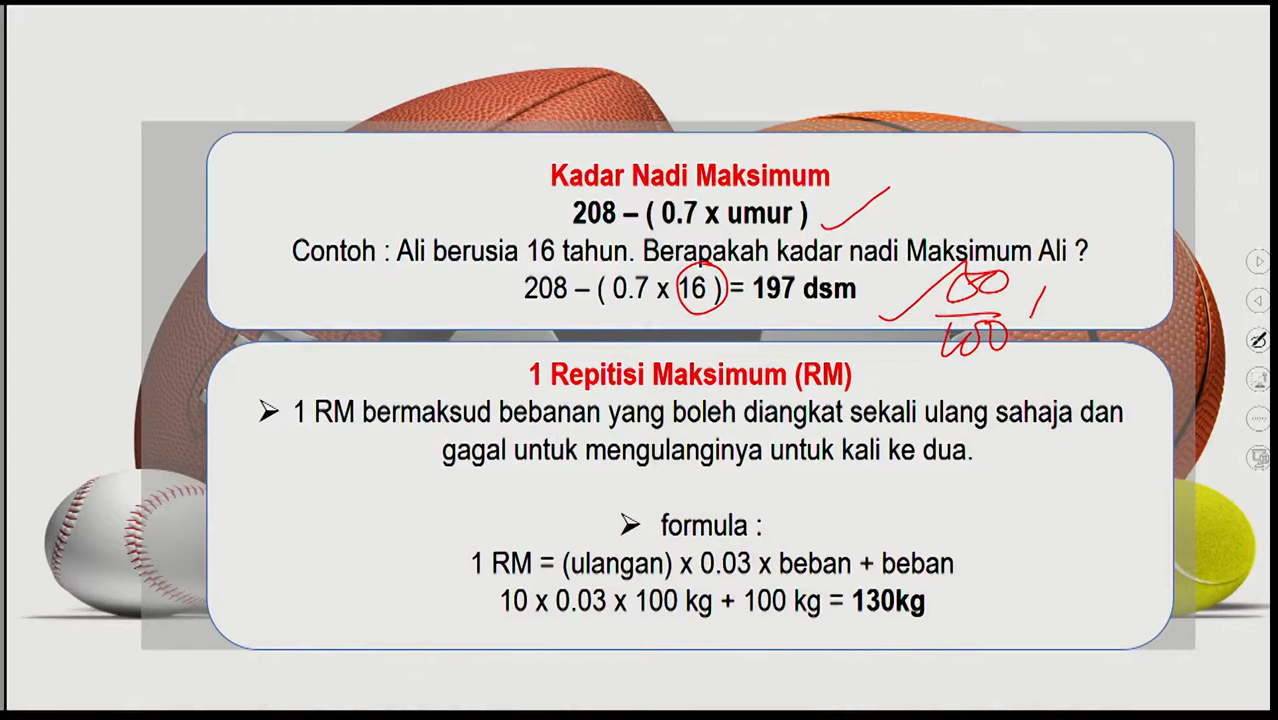 Kadar Nadi Maksimum
208 – ( 0.7 x umur )
Contoh : Ali berusia 16 tahun. Berapakah kadar nadi Maksimum Ali ?
208 – ( 0.7 x 16 ) = 197 dsm
1 Repitisi Maksimum (RM)
➢ 1 RM bermaksud bebanan yang boleh diangkat sekali ulang sahaja dan
gagal untuk mengulanginya untuk kali ke dua.
➢ formula :
1 RM = (ulangan) x 0.03 x beban + beban
10 x 0.03 x 100 kg + 100 kg = 130kg